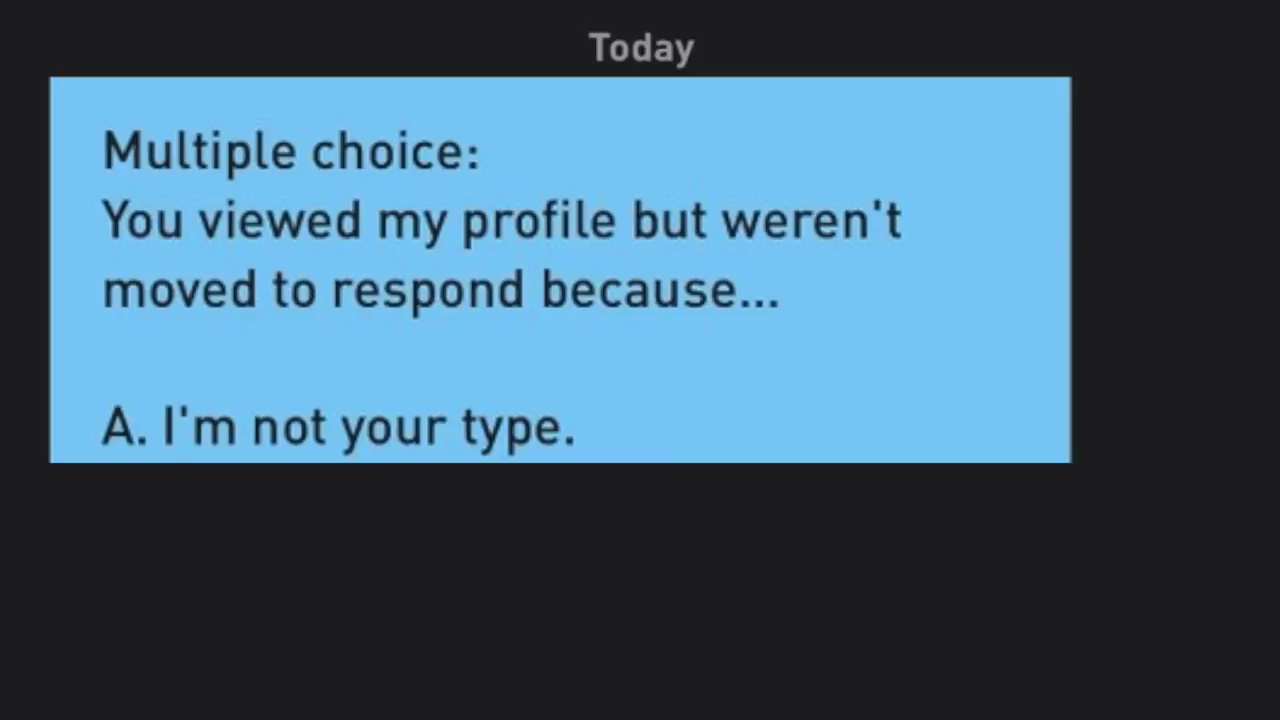 Today
Multiple choice:
You viewed my profile but weren't
moved to respond because...
A. I'm not your type.